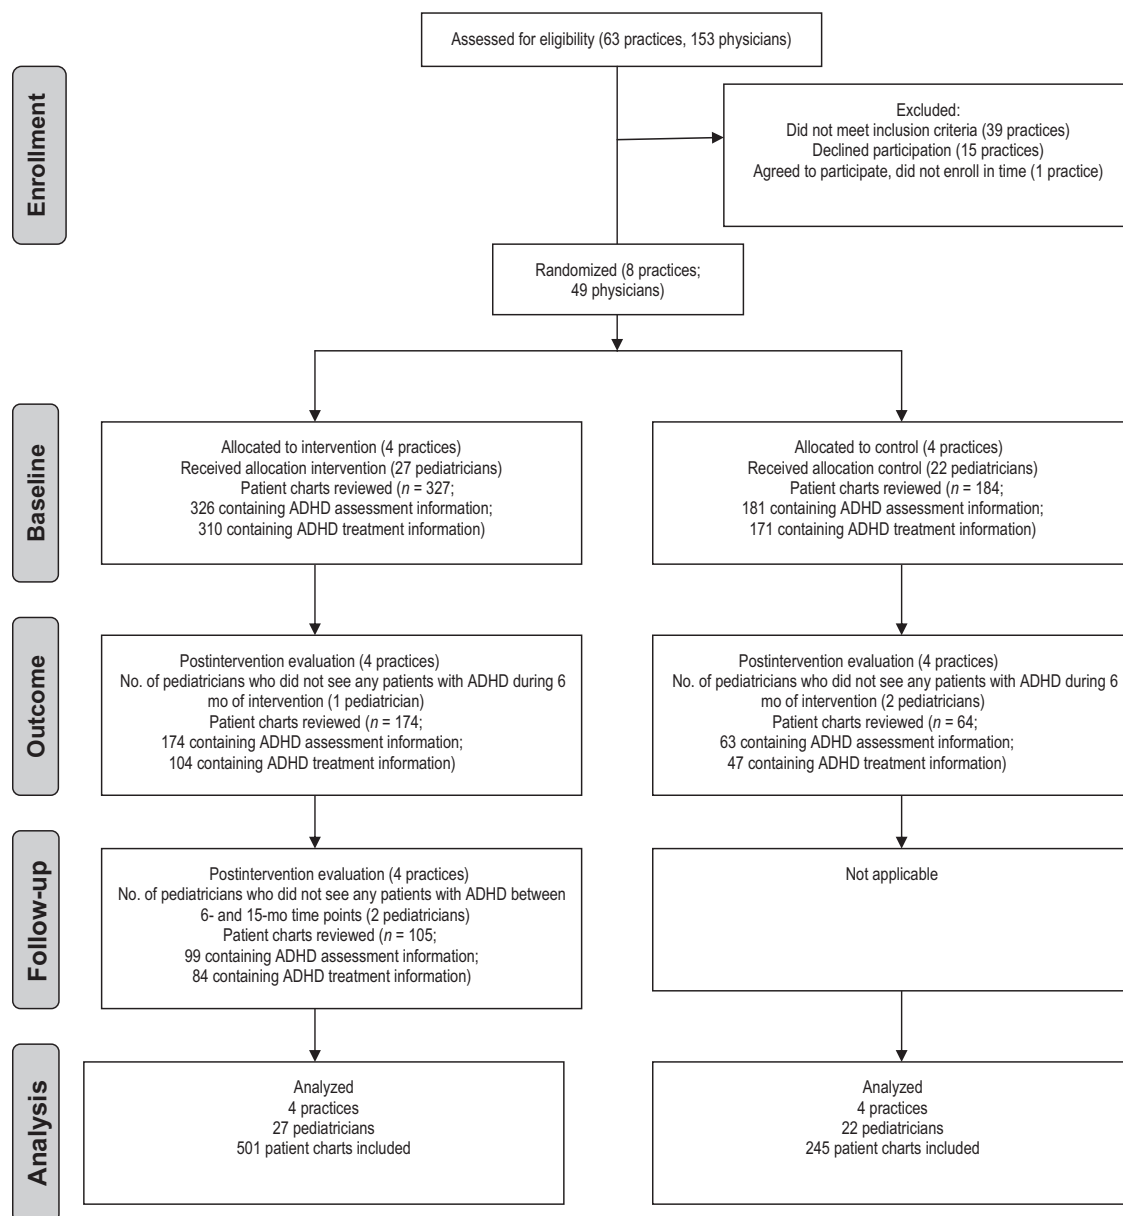 Assessed for eligibility (63 practices, 153 physicians)
Enrollment
Excluded:
Did not meet inclusion criteria (39 practices)
Declined participation (15 practices)
Agreed to participate, did not enroll in time (1 practice)
Randomized (8 practices;
49 physicians)
Baseline
Allocated to intervention (4 practices)
Received allocation intervention (27 pediatricians)
Patient charts reviewed (n = 327;
326 containing ADHD assessment information;
310 containing ADHD treatment information)
Allocated to control (4 practices)
Received allocation control (22 pediatricians)
Patient charts reviewed (n = 184;
181 containing ADHD assessment information;
171 containing ADHD treatment information)
Outcome
Postintervention evaluation (4 practices)
No. of pediatricians who did not see any patients with ADHD during 6
mo of intervention (1 pediatrician)
Patient charts reviewed (n = 174;
174 containing ADHD assessment information;
104 containing ADHD treatment information)
Postintervention evaluation (4 practices)
No. of pediatricians who did not see any patients with ADHD during 6
mo of intervention (2 pediatricians)
Patient charts reviewed (n = 64;
63 containing ADHD assessment information;
47 containing ADHD treatment information)
Follow-up
Postintervention evaluation (4 practices)
No. of pediatricians who did not see any patients with ADHD between
6- and 15-mo time points (2 pediatricians)
Patient charts reviewed (n = 105;
99 containing ADHD assessment information;
84 containing ADHD treatment information)
Not applicable
Analysis
Analyzed
4 practices
27 pediatricians
501 patient charts included
Analyzed
4 practices
22 pediatricians
245 patient charts included